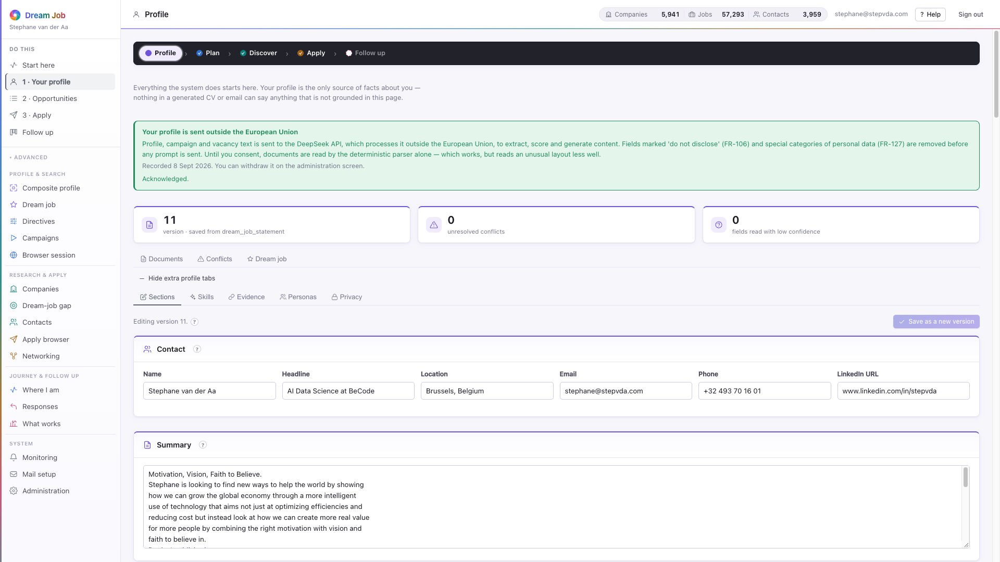 Dream Job
Stephane van der Aa
DO THIS
Start here
1 · Your profile
2 · Opportunities
3 · Apply
Follow up
ADVANCED
PROFILE & SEARCH
Composite profile
Dream job
Directives
Campaigns
Browser session
RESEARCH & APPLY
Companies
Dream-job gap
Contacts
Apply browser
Networking
JOURNEY & FOLLOW UP
Where I am
Responses
What works
SYSTEM
Monitoring
Mail setup
Administration
Profile
Companies 5,941 Jobs 57,293 Contacts 3,959
stephane@stepvda.com
? Help
Sign out
Profile › Plan › Discover › Apply › Follow up
Everything the system does starts here. Your profile is the only source of facts about you —
nothing in a generated CV or email can say anything that is not grounded in this page.
Your profile is sent outside the European Union
Profile, campaign and vacancy text is sent to the DeepSeek API, which processes it outside the European Union, to extract, score and generate content. Fields marked 'do not disclose' (FR-106) and special categories of personal data (FR-127) are removed before
any prompt is sent. Until you consent, documents are read by the deterministic parser alone — which works, but reads an unusual layout less well.
Recorded 8 Sept 2026. You can withdraw it on the administration screen.
Acknowledged.
11
version · saved from dream_job_statement
0
unresolved conflicts
0
fields read with low confidence
Documents Conflicts Dream job
— Hide extra profile tabs
Sections Skills Evidence Personas Privacy
Editing version 11. ?
Save as a new version
Contact ?
Name Headline Location Email Phone LinkedIn URL
Stephane van der Aa AI Data Science at BeCode Brussels, Belgium stephane@stepvda.com +32 493 70 16 01 www.linkedin.com/in/stepvda
Summary ?
Motivation, Vision, Faith to Believe.
Stephane is looking to find new ways to help the world by showing
how we can grow the global economy through a more intelligent
use of technology that aims not just at optimizing efficiencies and
reducing cost but instead look at how we can create more real value
for more people by combining the right motivation with vision and
faith to believe in.